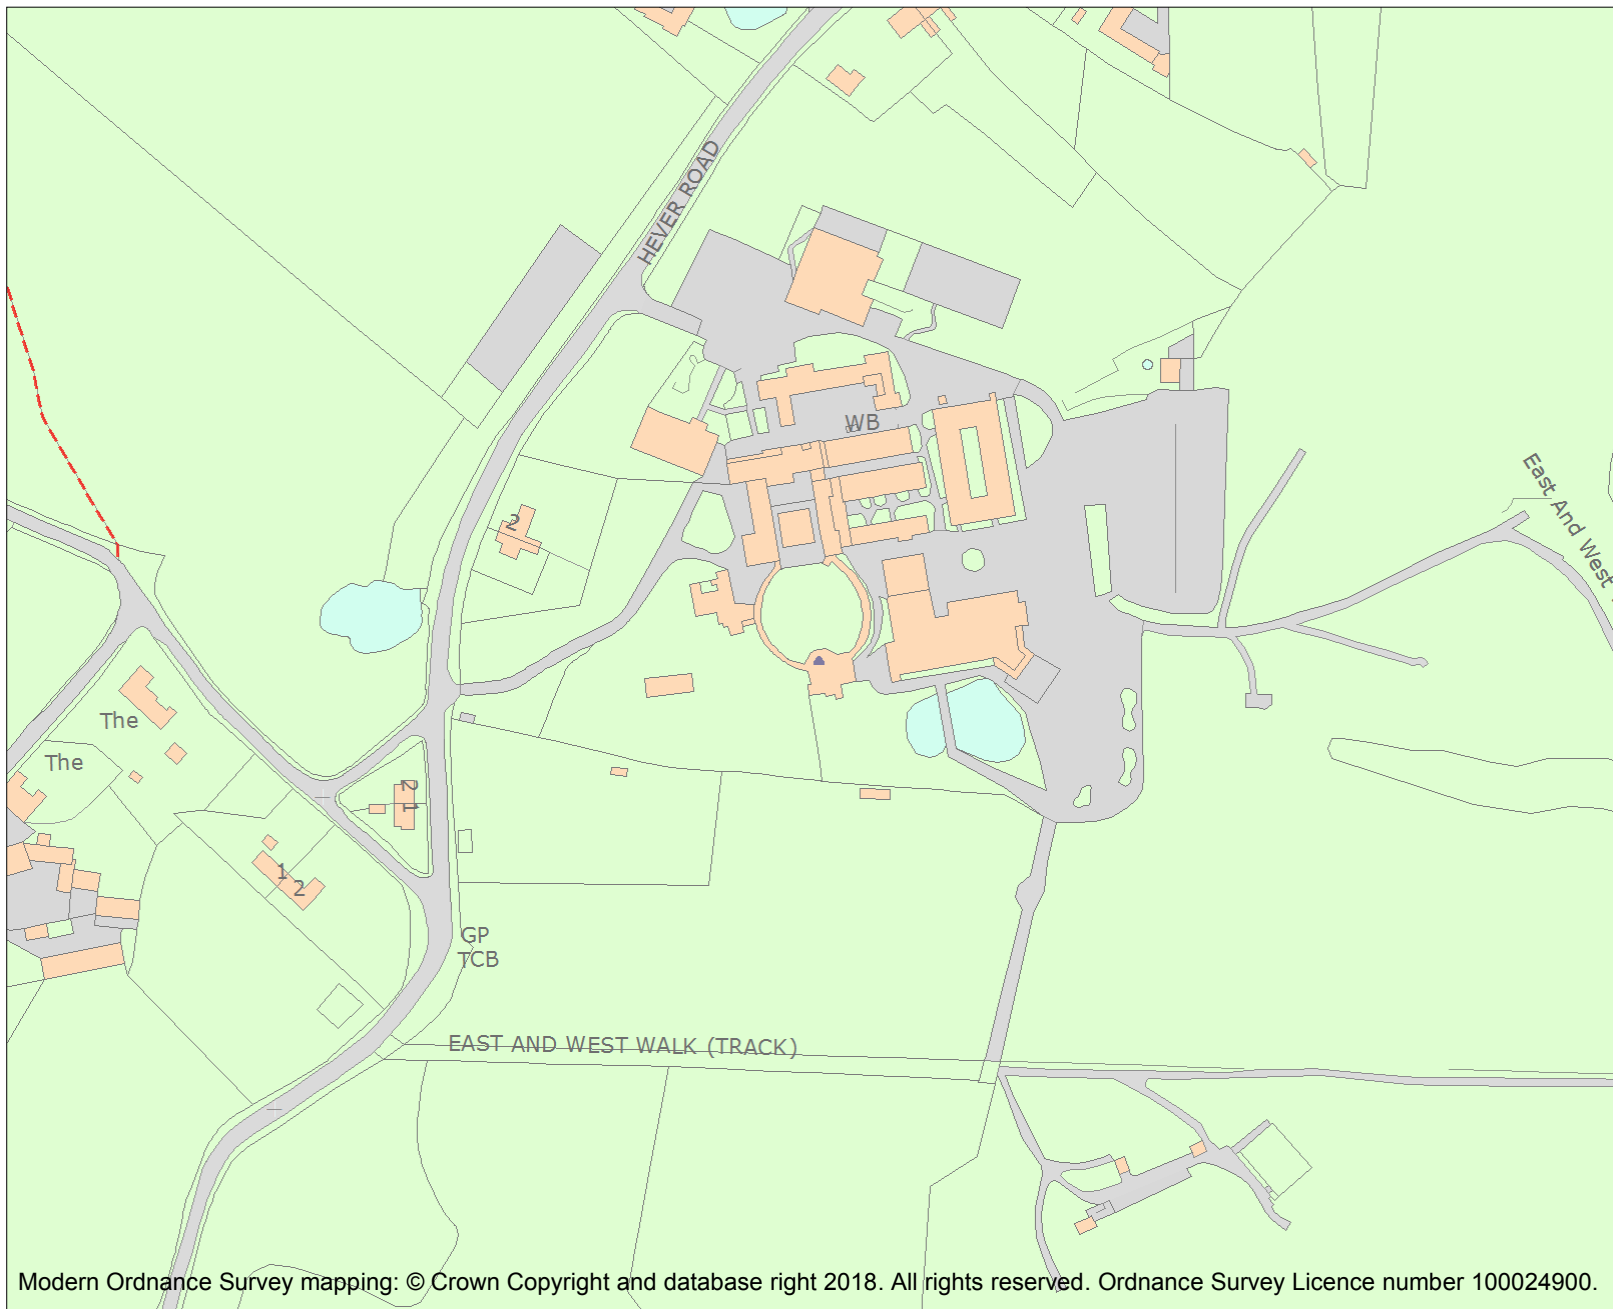 HEVER ROAD
WB
East And West
2
The
The
2
1
1
2
GP
TCB
EAST AND WEST WALK (TRACK)
Modern Ordnance Survey mapping: © Crown Copyright and database right 2018. All rights reserved. Ordnance Survey Licence number 100024900.